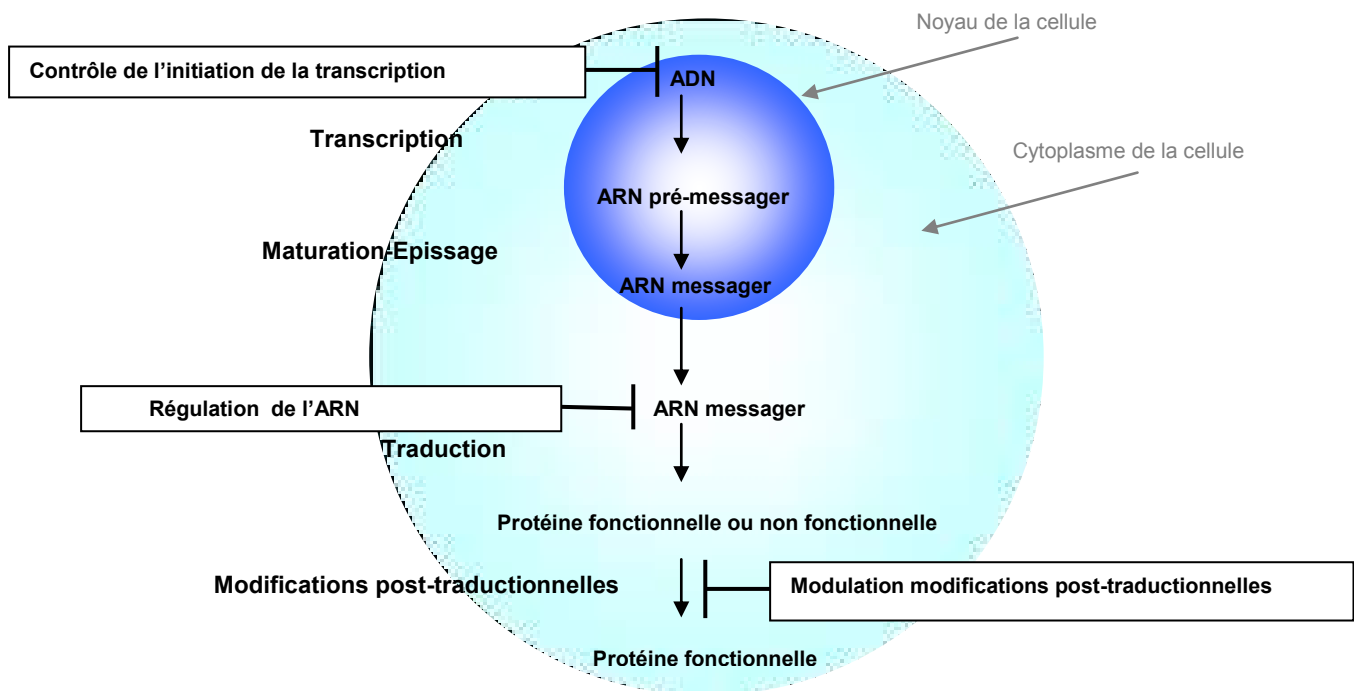 Noyau de la cellule
Contrôle de l’initiation de la transcription
ADN
Transcription
Cytoplasme de la cellule
ARN pré-messager
Maturation-Epissage
ARN messager
Régulation de l’ARN
ARN messager
Traduction
Protéine fonctionnelle ou non fonctionnelle
Modifications post-traductionnelles
Modulation modifications post-traductionnelles
Protéine fonctionnelle